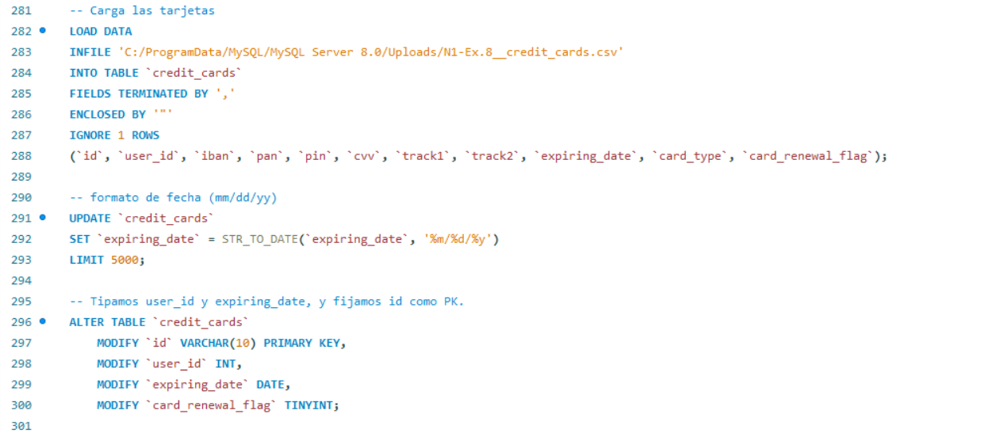 281 -- Carga las tarjetas
282 LOAD DATA
283 INFILE 'C:/ProgramData/MySQL/MySQL Server 8.0/Uploads/N1-Ex.8__credit_cards.csv'
284 INTO TABLE `credit_cards`
285 FIELDS TERMINATED BY ','
286 ENCLOSED BY '"'
287 IGNORE 1 ROWS
288 (`id`, `user_id`, `iban`, `pan`, `pin`, `cvv`, `track1`, `track2`, `expiring_date`, `card_type`, `card_renewal_flag`);
289
290 -- formato de fecha (mm/dd/yy)
291 UPDATE `credit_cards`
292 SET `expiring_date` = STR_TO_DATE(`expiring_date`, '%m/%d/%y')
293 LIMIT 5000;
294
295 -- Tipamos user_id y expiring_date, y fijamos id como PK.
296 ALTER TABLE `credit_cards`
297 MODIFY `id` VARCHAR(10) PRIMARY KEY,
298 MODIFY `user_id` INT,
299 MODIFY `expiring_date` DATE,
300 MODIFY `card_renewal_flag` TINYINT;
301